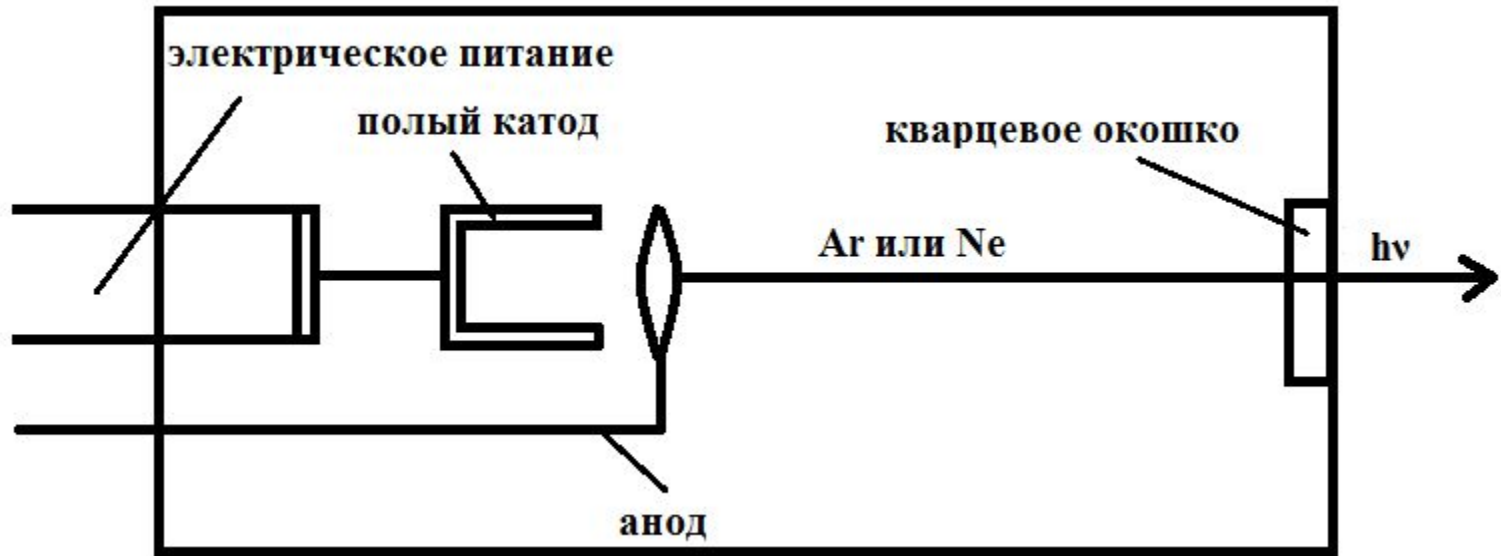 электрическое питание
полый катод
кварцевое окошко
Ar или Ne
hν
анод